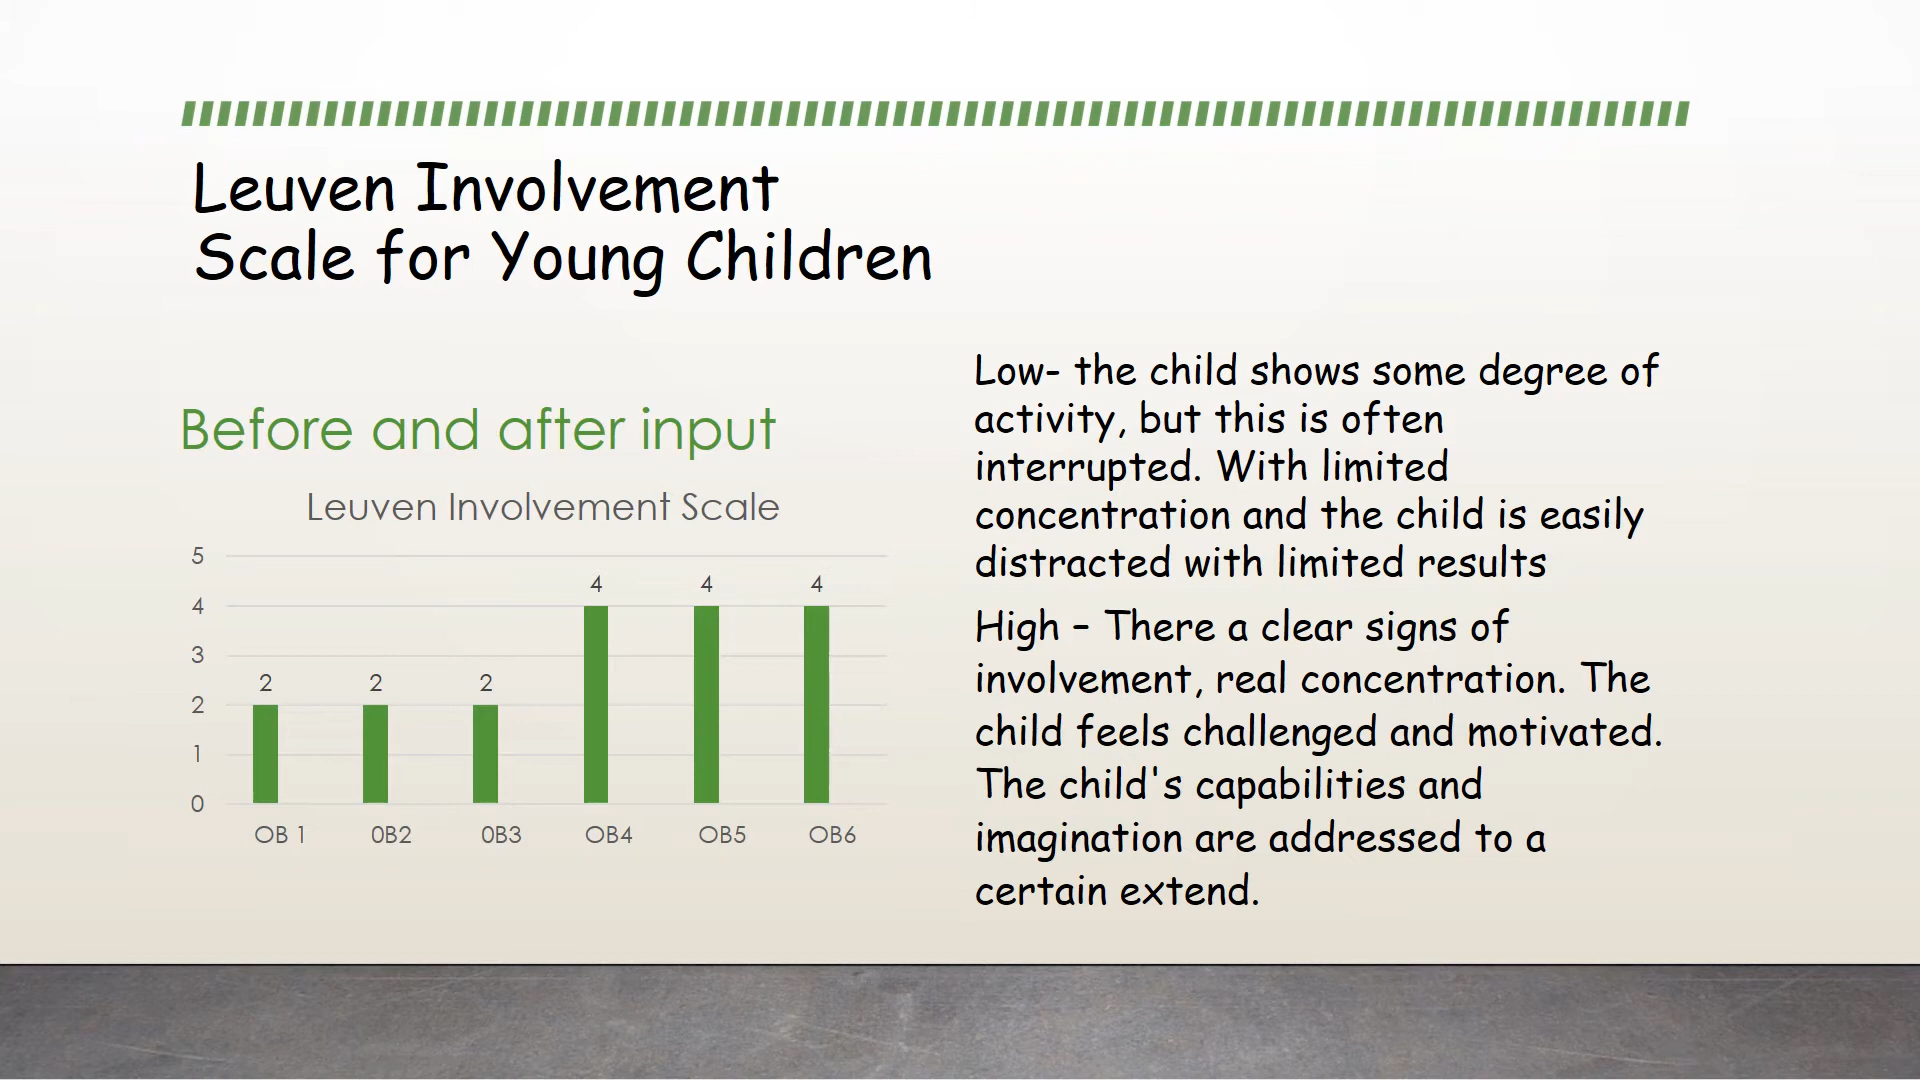 Leuven Involvement
Scale for Young Children
Before and after input
Leuven Involvement Scale
5
4
3
2
1
0
2
2
2
4
4
4
OB 1
0B2
0B3
OB4
OB5
OB6
Low- the child shows some degree of
activity, but this is often
interrupted. With limited
concentration and the child is easily
distracted with limited results
High – There a clear signs of
involvement, real concentration. The
child feels challenged and motivated.
The child's capabilities and
imagination are addressed to a
certain extend.